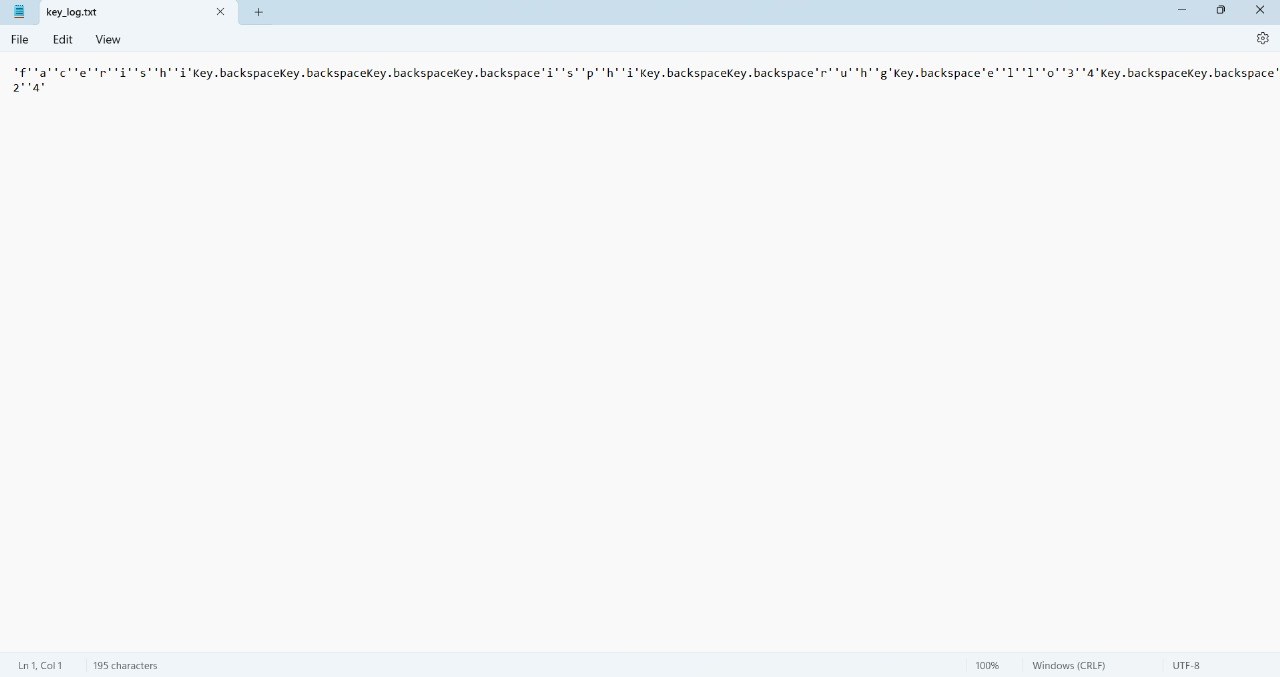 key_log.txt
File Edit View
'f''a''c''e''r''i''s''h''i'Key.backspaceKey.backspaceKey.backspaceKey.backspace'i''s''p''h''i'Key.backspaceKey.backspace'r''u''h''g'Key.backspace'e''l''l''o''3''4'Key.backspaceKey.backspace'
2''4'
Ln 1, Col 1 195 characters 100% Windows (CRLF) UTF-8